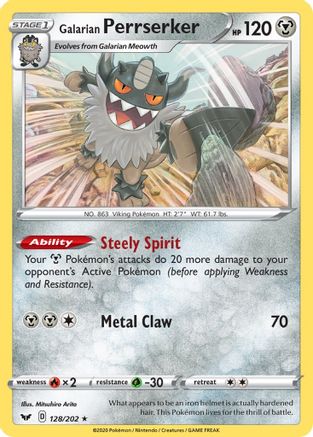 STAGE 1 Galarian Perrserker HP 120
Evolves from Galarian Meowth
NO. 863 Viking Pokémon HT: 2'7" WT: 61.7 lbs.
Ability Steely Spirit
Your Pokémon's attacks do 20 more damage to your
opponent's Active Pokémon (before applying Weakness
and Resistance).
Metal Claw 70
weakness ×2 resistance -30 retreat
Illus. Mitsuhiro Arita
128/202 ★
What appears to be an iron helmet is actually hardened
hair. This Pokémon lives for the thrill of battle.
©2020 Pokémon / Nintendo / Creatures / GAME FREAK